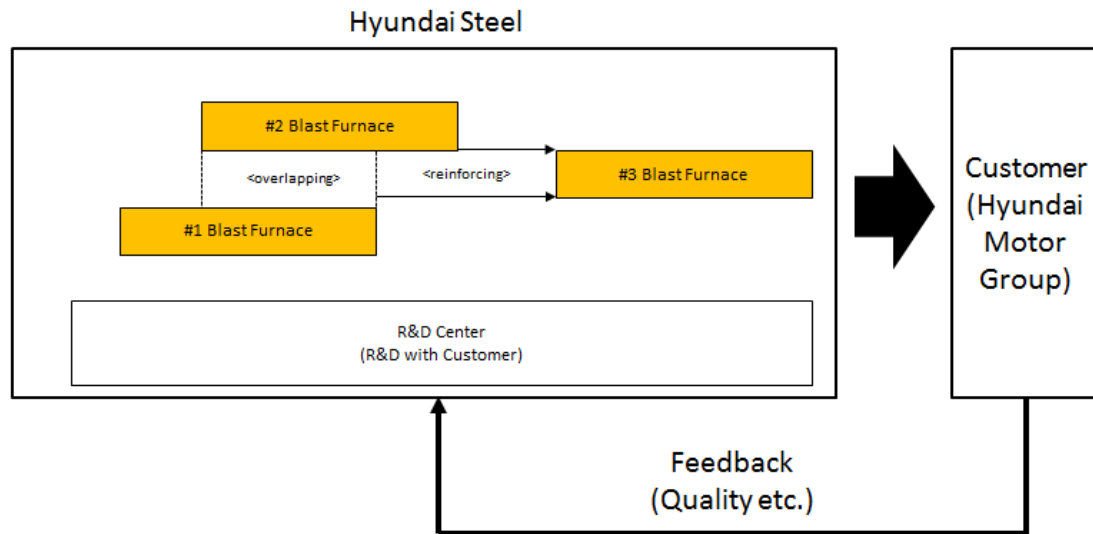 Hyundai Steel
#2 Blast Furnace
<overlapping>
<reinforcing>
#3 Blast Furnace
#1 Blast Furnace
R&D Center
(R&D with Customer)
Customer
(Hyundai
Motor
Group)
Feedback
(Quality etc.)